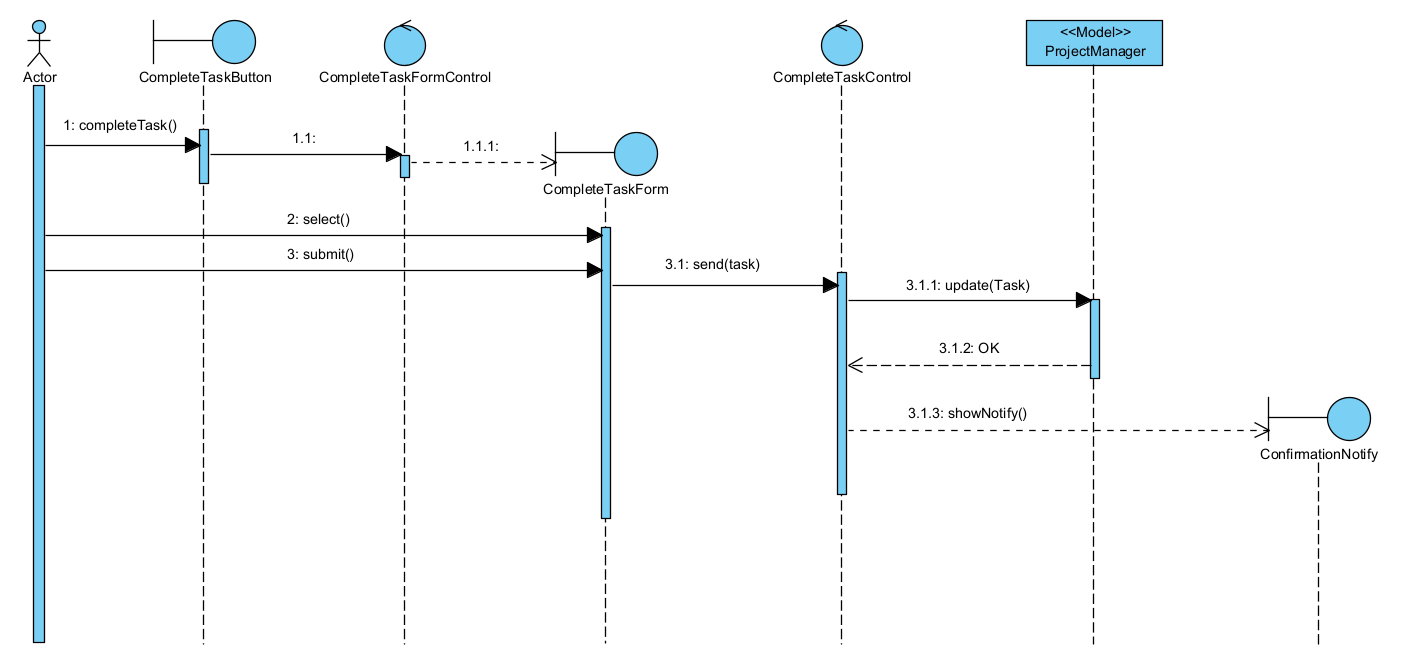 <<Model>>
ProjectManager
Actor
CompleteTaskButton
CompleteTaskFormControl
CompleteTaskControl
1: completeTask()
1.1:
1.1.1:
CompleteTaskForm
2: select()
3: submit()
3.1: send(task)
3.1.1: update(Task)
3.1.2: OK
3.1.3: showNotify()
ConfirmationNotify